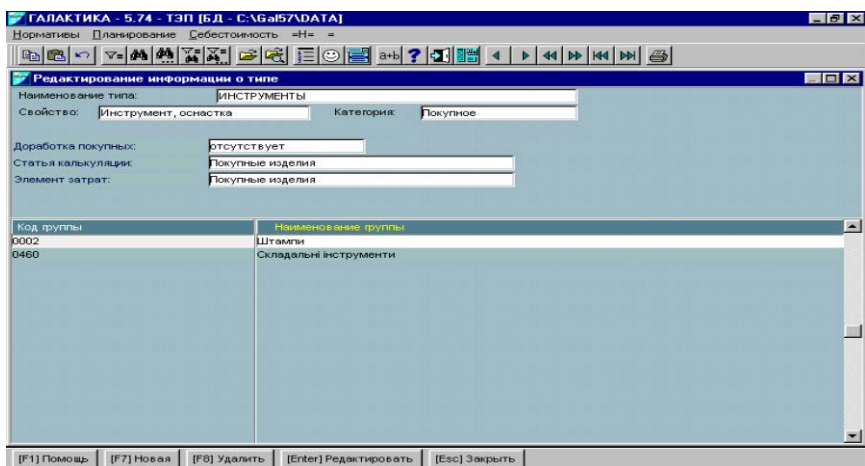 ГАЛАКТИКА - 5.74 - ТЭП [БД - C:\Gal57\DATA]
Нормативы Планирование Себестоимость =Н= =
a+b ?
Редактирование информации о типе
Наименование типа: ИНСТРУМЕНТЫ
Свойство: Инструмент, оснастка Категория: Покупное
Доработка покупных: отсутствует
Статья калькуляции: Покупные изделия
Элемент затрат: Покупные изделия
Код группы Наименование группы
0002 Штампи
0460 Складальні інструменти
[F1] Помощь [F7] Новая [F8] Удалить [Enter] Редактировать [Esc] Закрыть